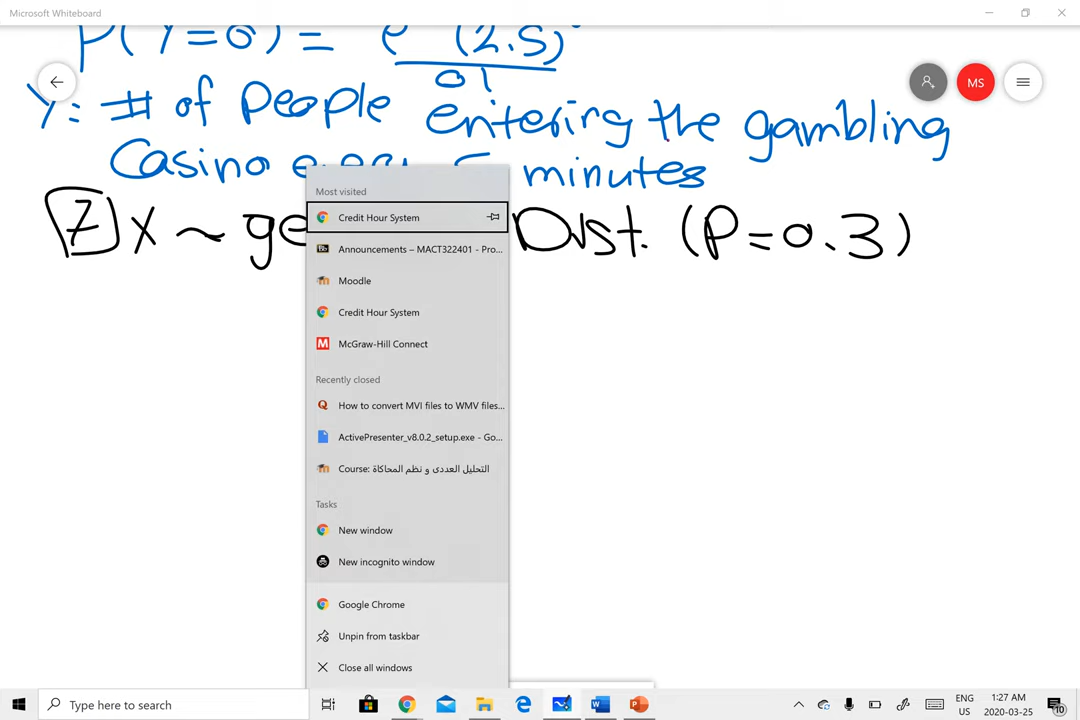 Microsoft Whiteboard
P(Y=0) = e (2.5)
0!
MS
Y: # of people entering the gambling
Casino minutes
7 X ~ ge Dist. (P=0.3)
Most visited
Credit Hour System
Announcements – MACT322401 - Pro...
Moodle
Credit Hour System
McGraw-Hill Connect
Recently closed
How to convert MVI files to WMV files...
ActivePresenter_v8.0.2_setup.exe - Go...
Course: التحليل العددى و نظم المحاكاة
Tasks
New window
New incognito window
Google Chrome
Unpin from taskbar
Close all windows
Type here to search
ENG
US
1:27 AM
2020-03-25
10